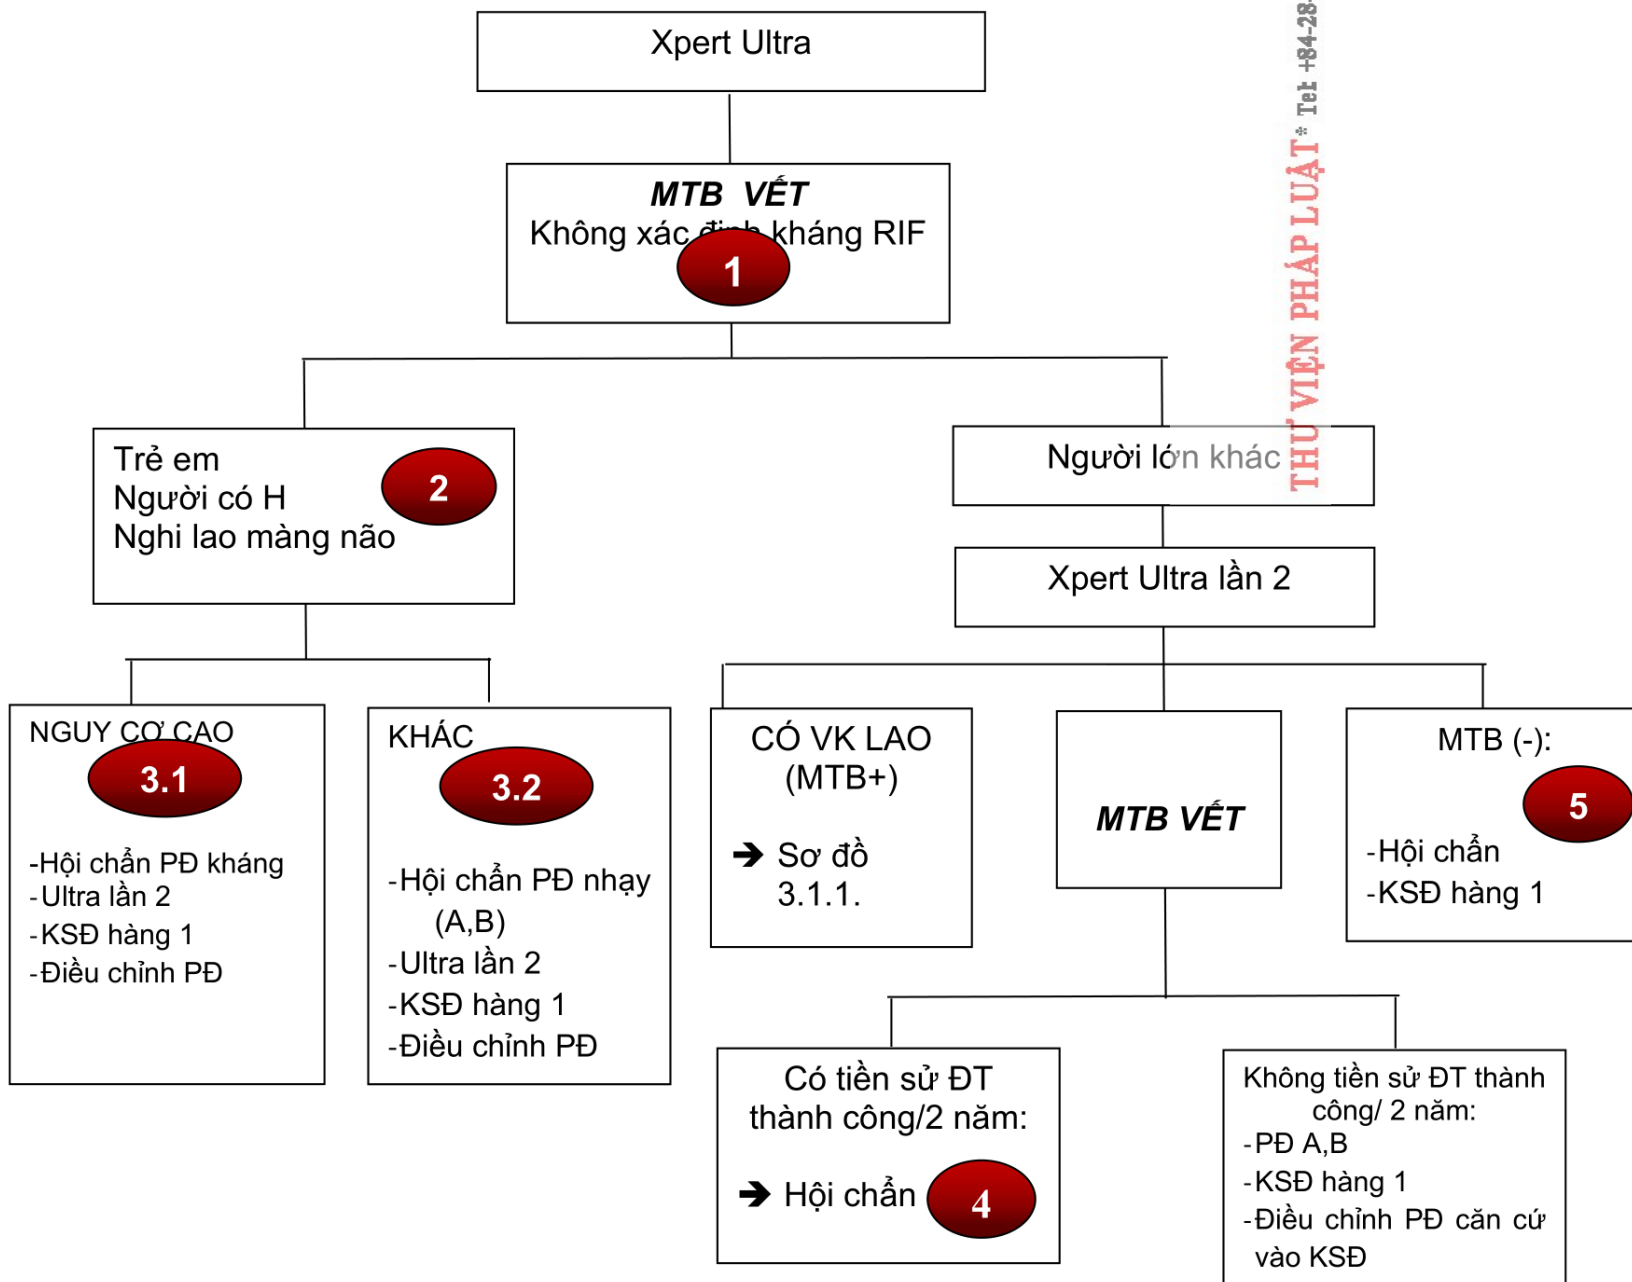 Xpert Ultra
MTB VẾT
Không xác định kháng RIF
1
Trẻ em
Người có H
Nghi lao màng não
2
Người lớn khác
Xpert Ultra lần 2
NGUY CƠ CAO
3.1
-Hội chẩn PĐ kháng
-Ultra lần 2
-KSĐ hàng 1
-Điều chỉnh PĐ
KHÁC
3.2
-Hội chẩn PĐ nhạy
(A,B)
-Ultra lần 2
-KSĐ hàng 1
-Điều chỉnh PĐ
CÓ VK LAO
(MTB+)
➔ Sơ đồ
3.1.1.
MTB VẾT
MTB (-):
5
-Hội chẩn
-KSĐ hàng 1
Có tiền sử ĐT
thành công/2 năm:
➔ Hội chẩn
4
Không tiền sử ĐT thành
công/ 2 năm:
-PĐ A,B
-KSĐ hàng 1
-Điều chỉnh PĐ căn cứ
vào KSĐ
THƯ VIỆN PHÁP LUẬT* Tel: +84-28-